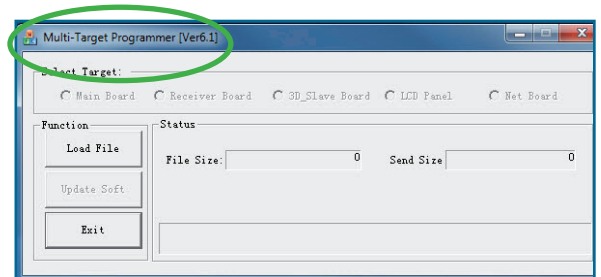 Multi-Target Programmer [Ver6.1]
Select Target:
Main Board Receiver Board 3D_Slave Board LCD Panel Net Board
Function
Status
Load File
File Size: 0 Send Size 0
Update Soft
Exit